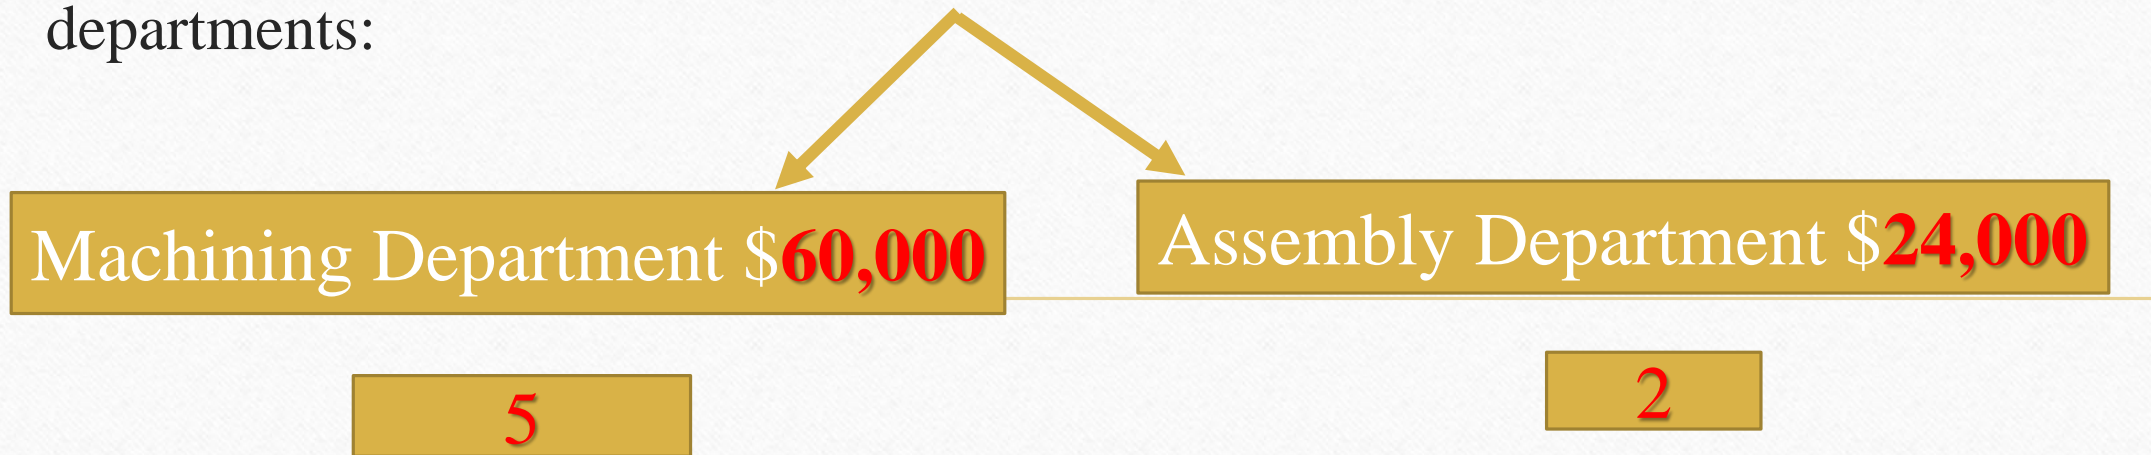 departments:
Machining Department $60,000
Assembly Department $24,000
5
2